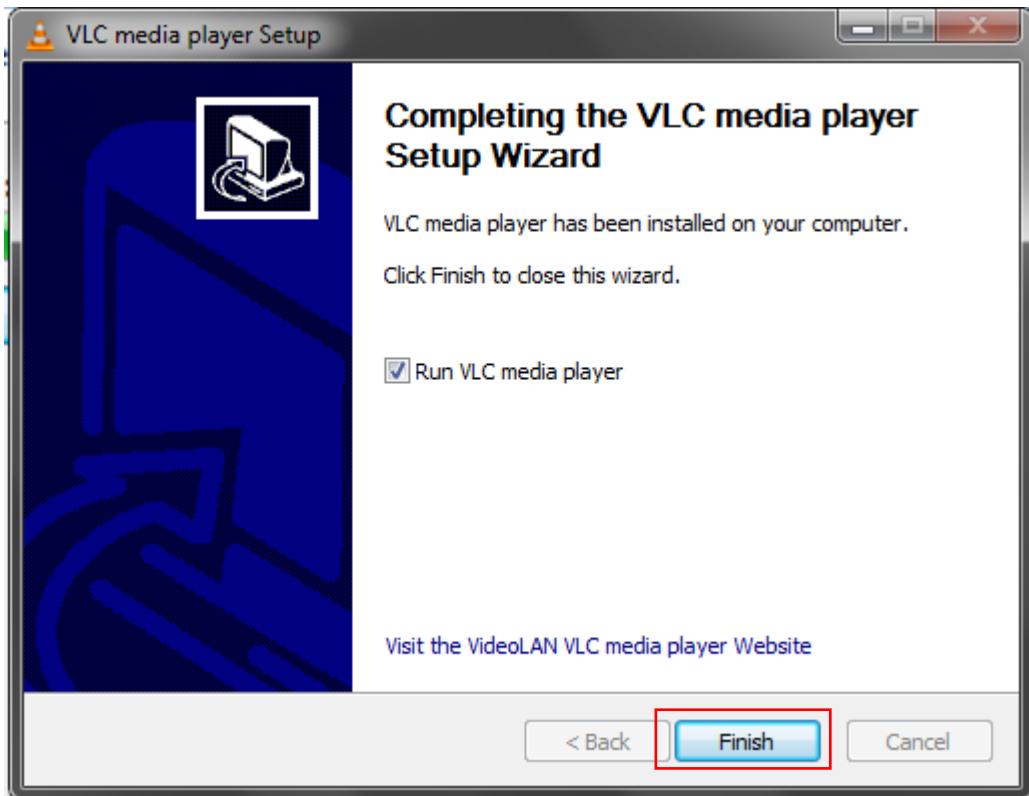 VLC media player Setup
Completing the VLC media player
Setup Wizard
VLC media player has been installed on your computer.
Click Finish to close this wizard.
Run VLC media player
Visit the VideoLAN VLC media player Website
< Back Finish Cancel